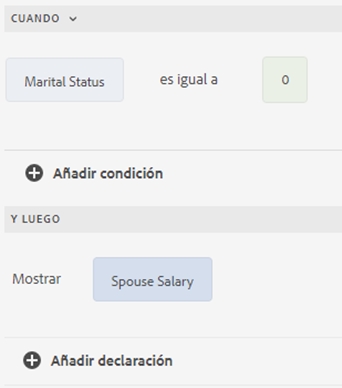 CUANDO
Marital Status es igual a 0
Añadir condición
Y LUEGO
Mostrar Spouse Salary
Añadir declaración